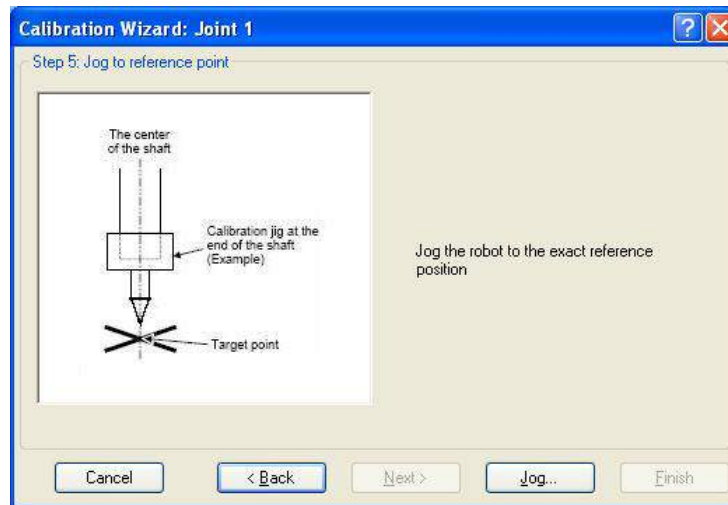 Calibration Wizard: Joint 1
Step 5: Jog to reference point
The center
of the shaft
Calibration jig at the
end of the shaft
(Example)
Target point
Jog the robot to the exact reference
position
Cancel
< Back
Next >
Jog...
Finish